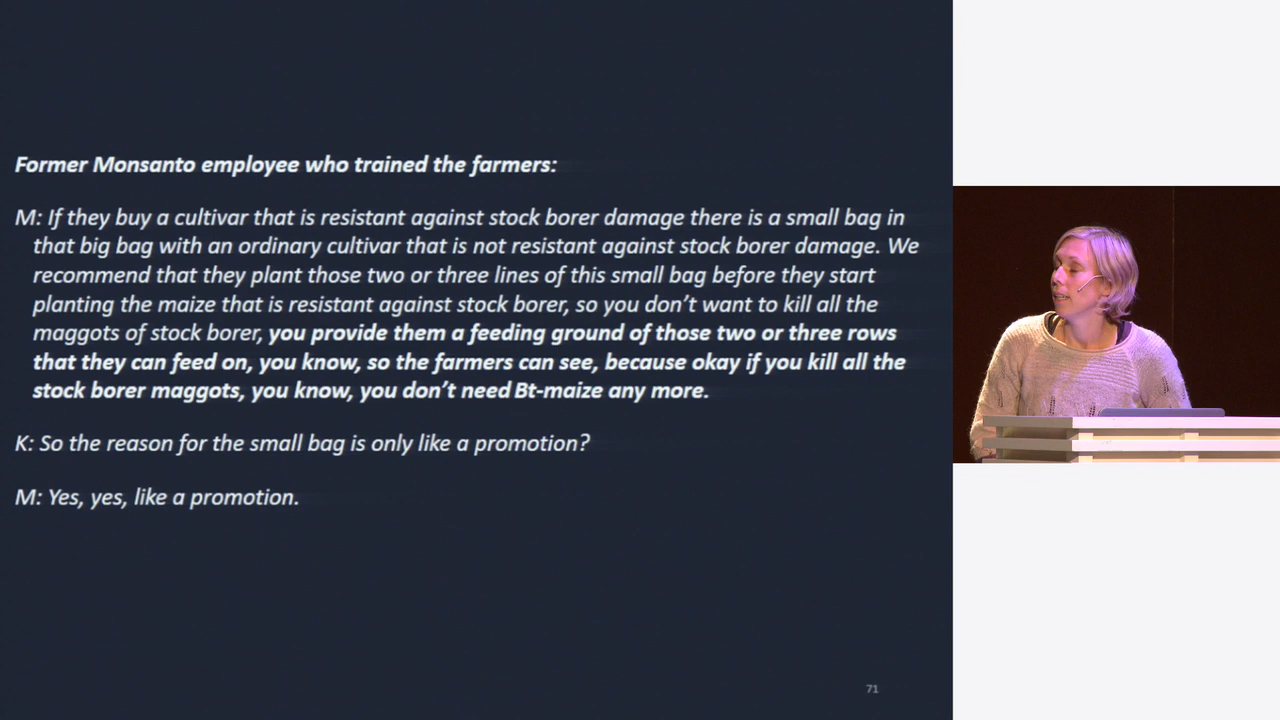 Former Monsanto employee who trained the farmers:
M: If they buy a cultivar that is resistant against stock borer damage there is a small bag in
that big bag with an ordinary cultivar that is not resistant against stock borer damage. We
recommend that they plant those two or three lines of this small bag before they start
planting the maize that is resistant against stock borer, so you don’t want to kill all the
maggots of stock borer, you provide them a feeding ground of those two or three rows
that they can feed on, you know, so the farmers can see, because okay if you kill all the
stock borer maggots, you know, you don’t need Bt-maize any more.
K: So the reason for the small bag is only like a promotion?
M: Yes, yes, like a promotion.
71